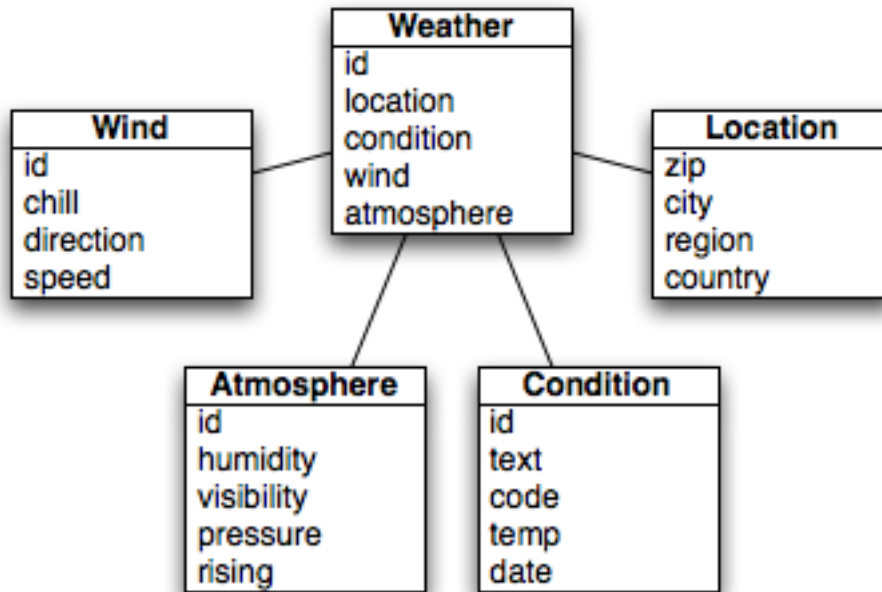 Weather
id
location
condition
wind
atmosphere
Wind
id
chill
direction
speed
Location
zip
city
region
country
Atmosphere
id
humidity
visibility
pressure
rising
Condition
id
text
code
temp
date